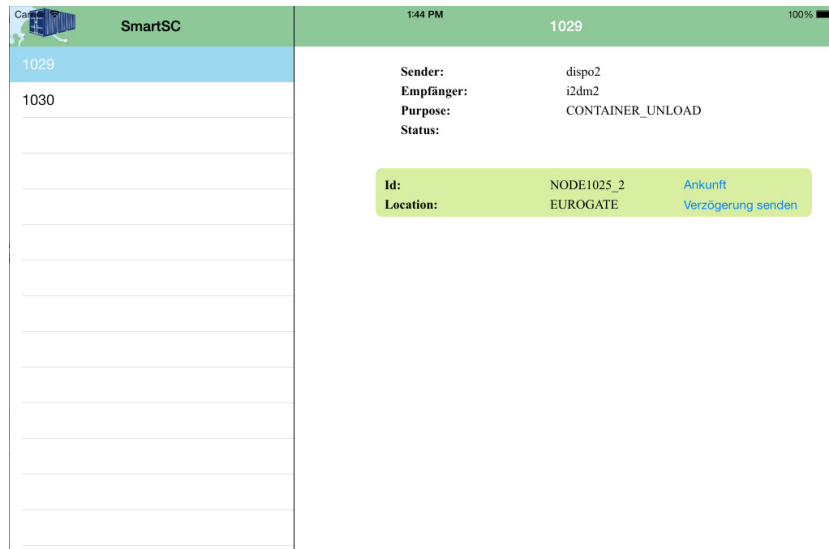 1:44 PM
100%
SmartSC
1029
1029
1030
Sender: dispo2
Empfänger: i2dm2
Purpose: CONTAINER_UNLOAD
Status:
Id: NODE1025_2 Ankunft
Location: EUROGATE Verzögerung senden